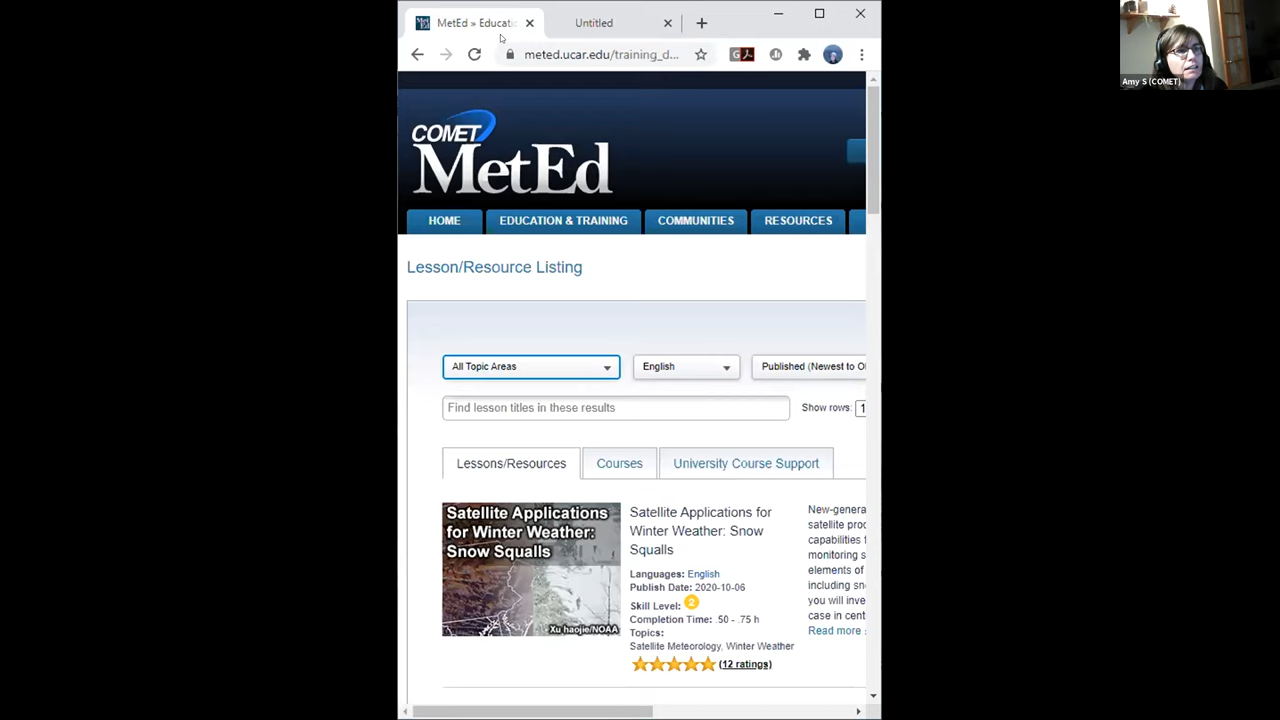 MetEd » Educatio
Untitled
meted.ucar.edu/training_d...
Amy S (COMET)
COMET
MetEd
HOME
EDUCATION & TRAINING
COMMUNITIES
RESOURCES
Lesson/Resource Listing
All Topic Areas
English
Published (Newest to Ol
Find lesson titles in these results
Show rows: 1
Lessons/Resources
Courses
University Course Support
Satellite Applications
for Winter Weather:
Snow Squalls
Xu haojie/NOAA
Satellite Applications for
Winter Weather: Snow
Squalls
Languages: English
Publish Date: 2020-10-06
Skill Level: 2
Completion Time: .50 - .75 h
Topics:
Satellite Meteorology, Winter Weather
(12 ratings)
New-genera
satellite proc
capabilities f
monitoring s
elements of
including sn
you will inve
case in cent
Read more